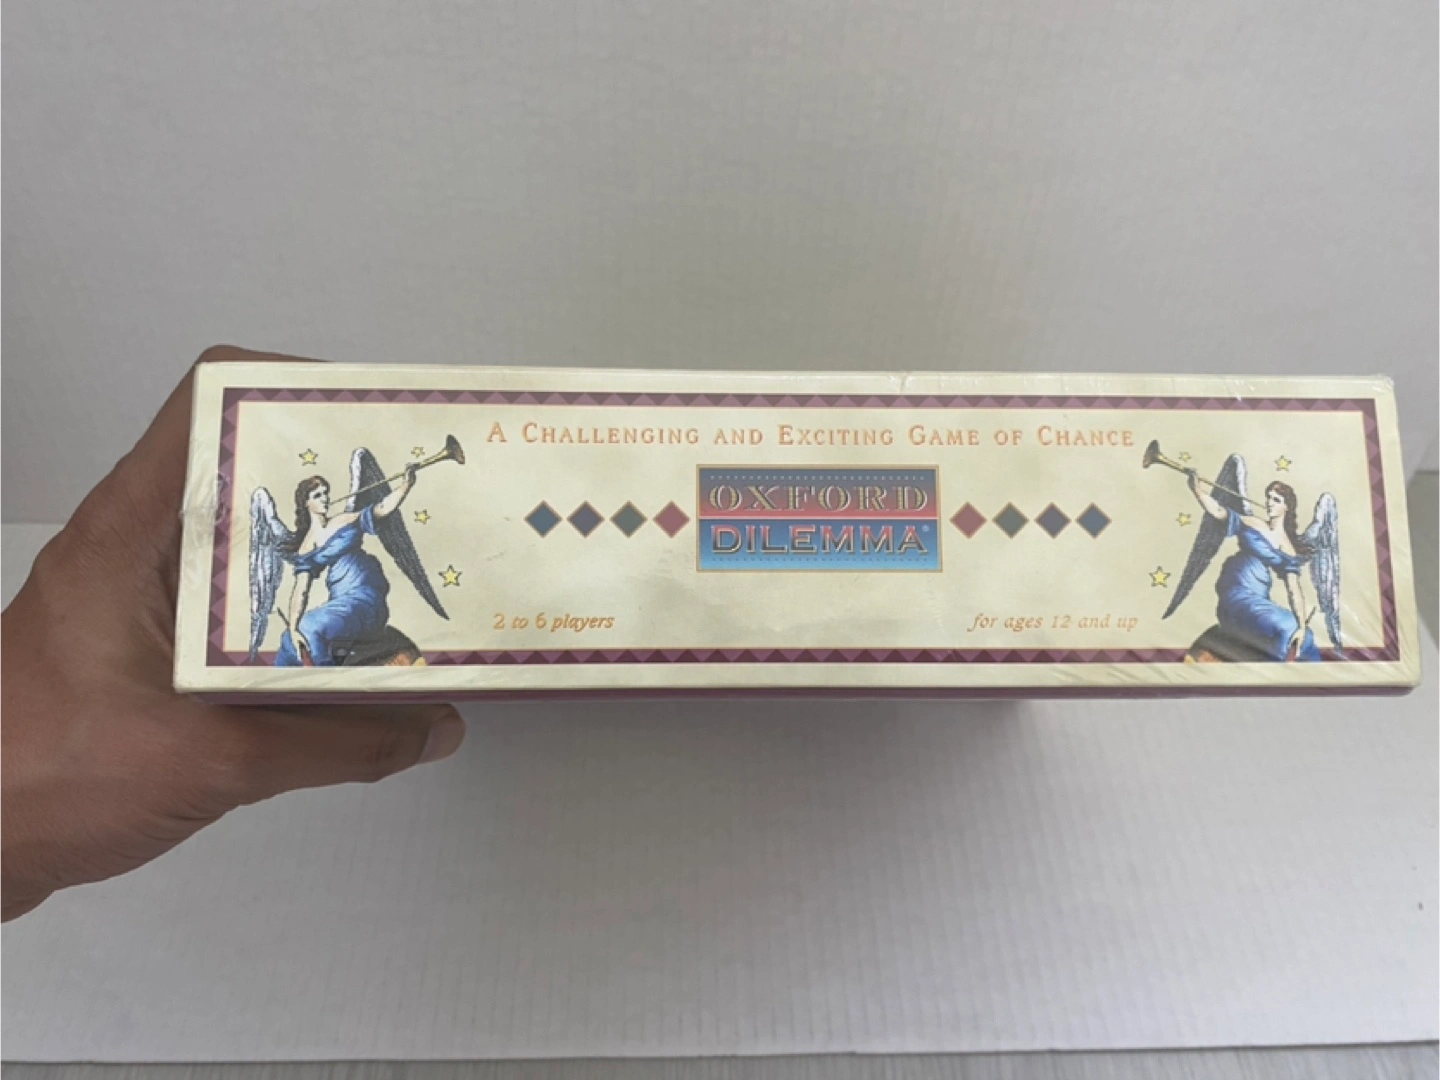 A Challenging and Exciting Game of Chance
OXFORD
DILEMMA®
2 to 6 players
for ages 12 and up